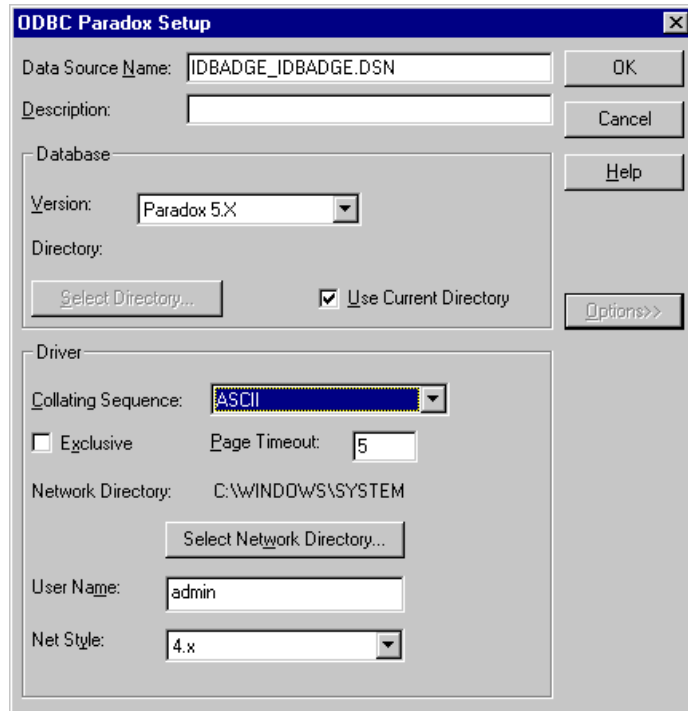 ODBC Paradox Setup
Data Source Name: IDBADGE_IDBADGE.DSN OK
Description: Cancel
Database Help
Version: Paradox 5.X
Directory:
Select Directory... Use Current Directory Options>>
Driver
Collating Sequence: ASCII
Exclusive Page Timeout: 5
Network Directory: C:\WINDOWS\SYSTEM
Select Network Directory...
User Name: admin
Net Style: 4.x